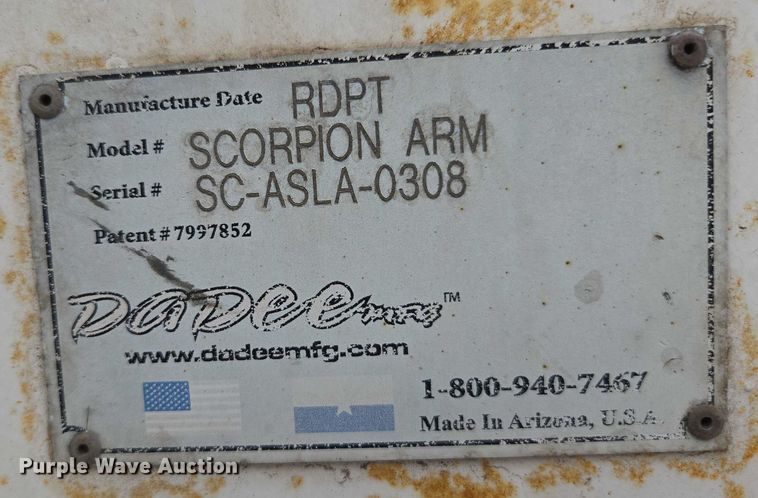 Manufacture Date RDPT
Model # SCORPION ARM
Serial # SC-ASLA-0308
Patent # 7997852
DaDee mfg ™
www.dadeemfg.com
1-800-940-7467
Made In Arizona, U.S.A.
Purple Wave Auction